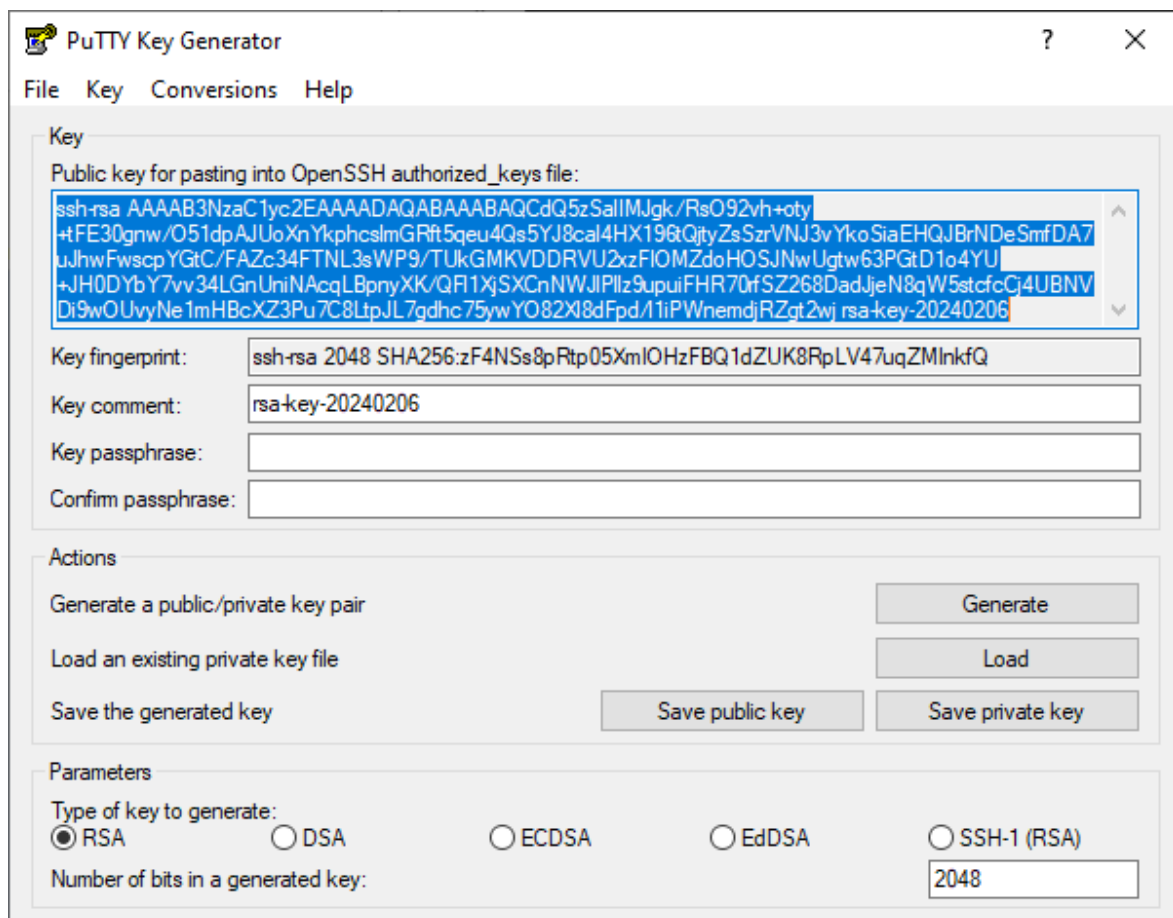 PuTTY Key Generator
? X
File Key Conversions Help
Key
Public key for pasting into OpenSSH authorized_keys file:
ssh-rsa AAAAB3NzaC1yc2EAAAADAQABAAABAQCdQ5zSalIMJgk/RsO92vh+oty
+tFE30gnw/O51dpAJUoXnYkphcslmGRft5qeu4Qs5YJ8cal4HX196tQjtyZsSzrVNJ3vYkoSiaEHQJBrNDeSmfDA7
uJhwFwscpYGtC/FAZc34FTNL3sWP9/TUkGMKVDDRVU2xzFIOMZdoHOSJNwUgtw63PGtD1o4YU
+JH0DYbY7vv34LGnUniNAcqLBpnyXK/QFl1XjSXCnNWJlPIlz9upuiFHR70rfSZ268DadJjeN8qW5stcfcCj4UBNV
Di9wOUvyNe1mHBcXZ3Pu7C8LtpJL7gdhc75ywYO82Xl8dFpd/l1iPWnemdjRZgt2wj rsa-key-20240206
Key fingerprint: ssh-rsa 2048 SHA256:zF4NSs8pRtp05XmIOHzFBQ1dZUK8RpLV47uqZMInkfQ
Key comment: rsa-key-20240206
Key passphrase:
Confirm passphrase:
Actions
Generate a public/private key pair Generate
Load an existing private key file Load
Save the generated key Save public key Save private key
Parameters
Type of key to generate:
RSA DSA ECDSA EdDSA SSH-1 (RSA)
Number of bits in a generated key: 2048